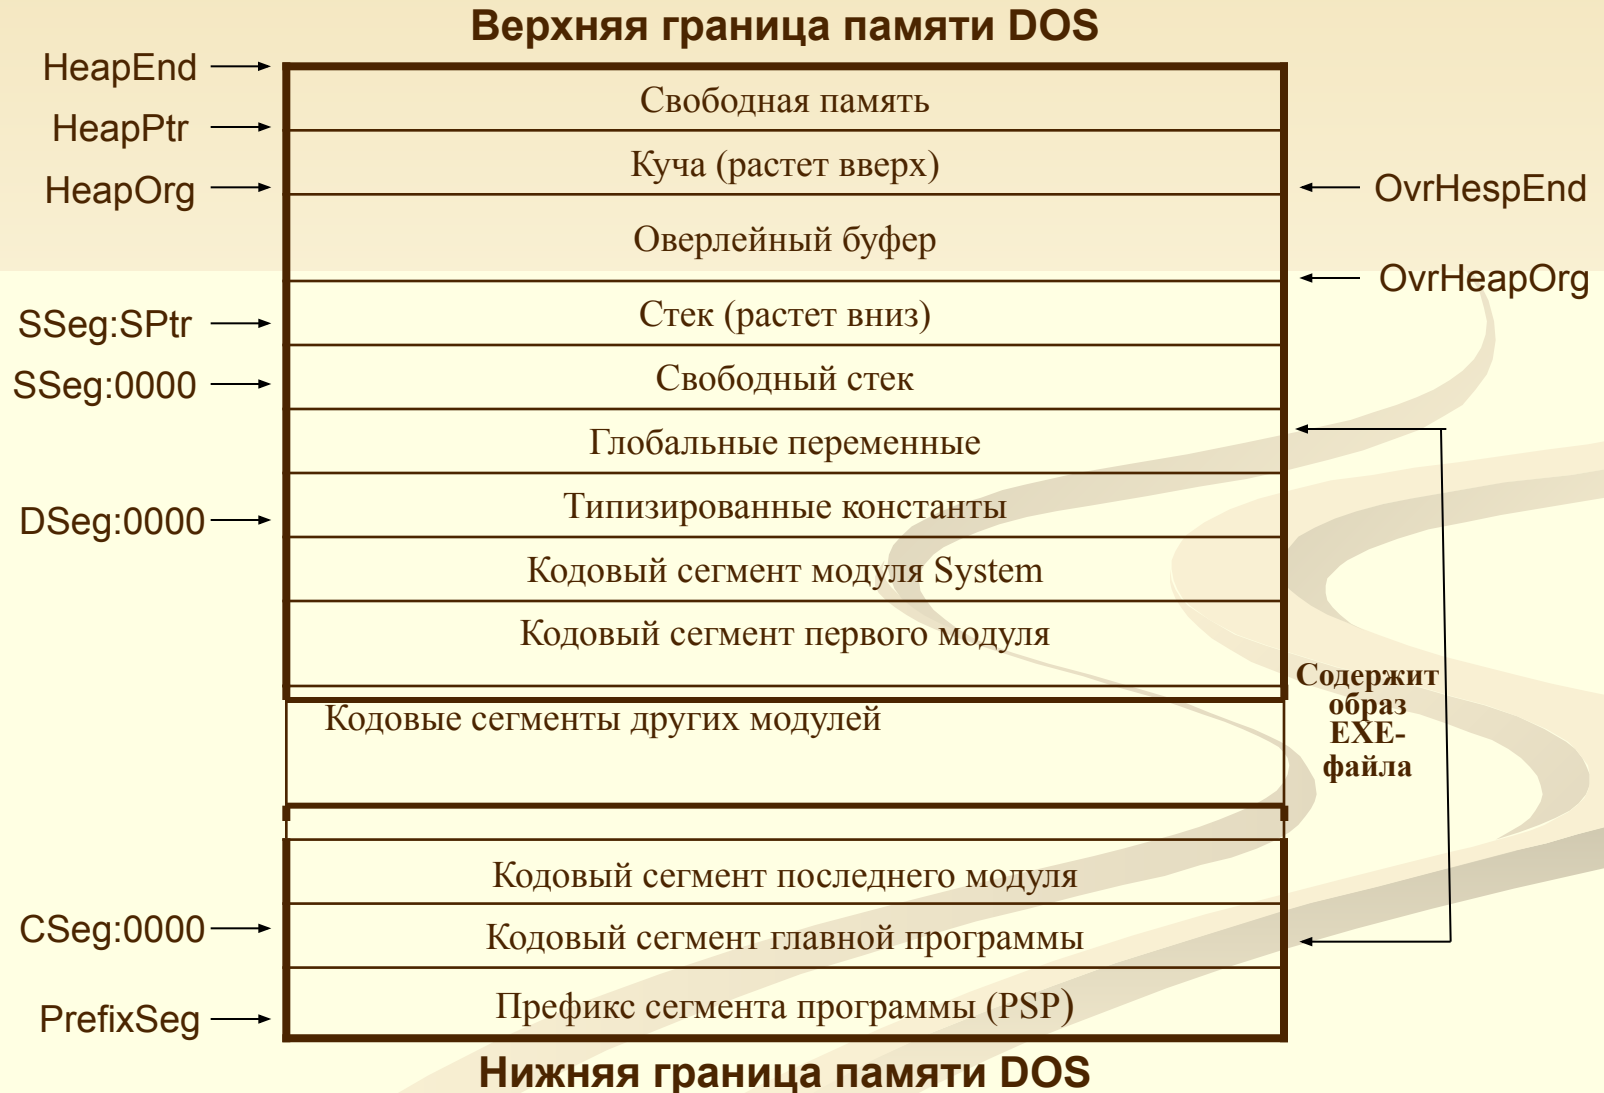 Верхняя граница памяти DOS
HeapEnd
Свободная память
HeapPtr
Куча (растет вверх)
HeapOrg
OvrHespEnd
Оверлейный буфер
OvrHeapOrg
Стек (растет вниз)
SSeg:SPtr
Свободный стек
SSeg:0000
Глобальные переменные
Типизированные константы
DSeg:0000
Кодовый сегмент модуля System
Кодовый сегмент первого модуля
Содержит
образ
EXE-
файла
Кодовые сегменты других модулей
Кодовый сегмент последнего модуля
CSeg:0000
Кодовый сегмент главной программы
Префикс сегмента программы (PSP)
PrefixSeg
Нижняя граница памяти DOS